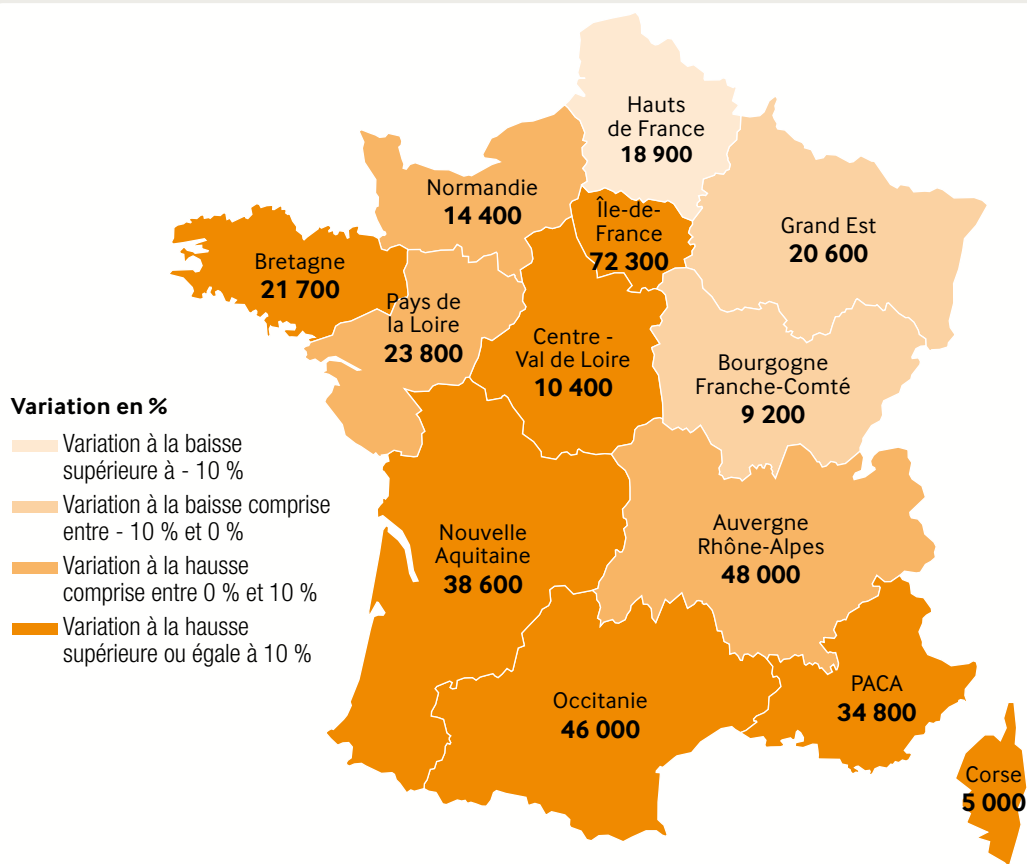 Hauts
de France
18 900
Normandie
14 400
Île-de-
France
72 300
Grand Est
20 600
Bretagne
21 700
Pays de
la Loire
23 800
Centre -
Val de Loire
10 400
Bourgogne
Franche-Comté
9 200
Variation en %
Variation à la baisse
supérieure à - 10 %
Variation à la baisse comprise
entre - 10 % et 0 %
Variation à la hausse
comprise entre 0 % et 10 %
Variation à la hausse
supérieure ou égale à 10 %
Nouvelle
Aquitaine
38 600
Auvergne
Rhône-Alpes
48 000
Occitanie
46 000
PACA
34 800
Corse
5 000